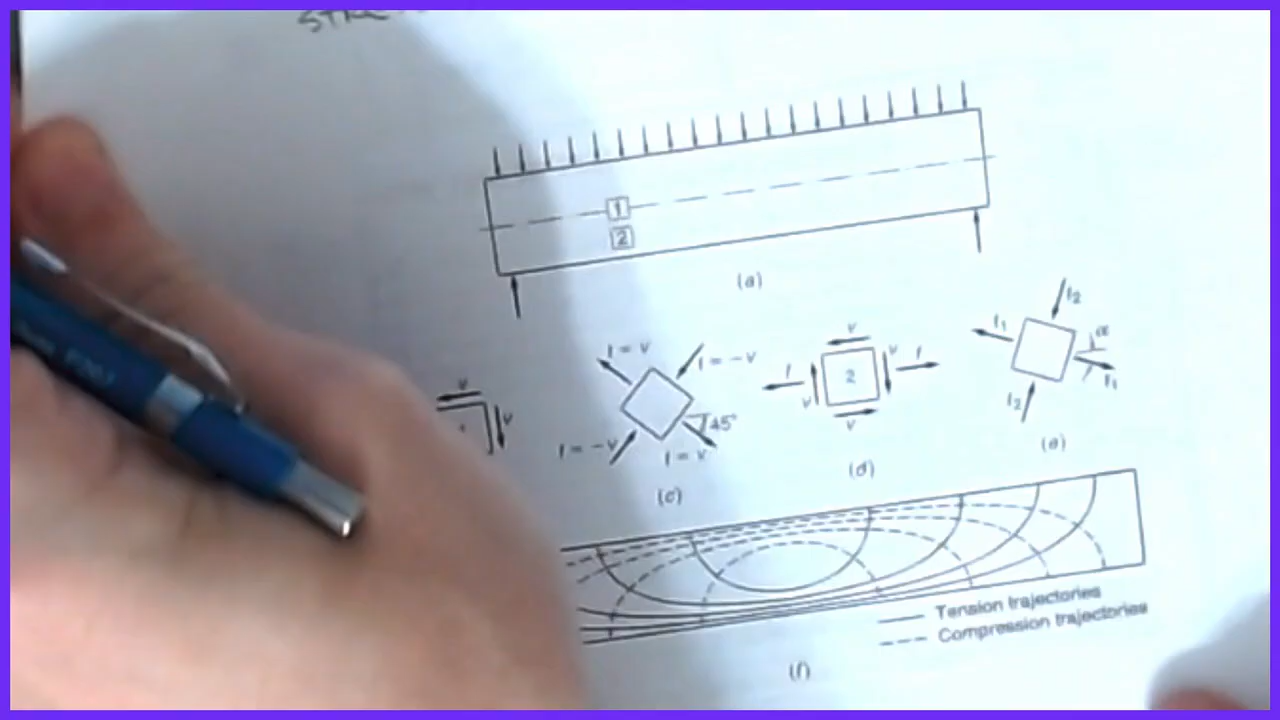 1
2
(a)
f₂
f = v
f = -v
v
f₁
α
v
v
f
2
f
v
v
f₁
v
45°
f₂
f = -v
f = v
(e)
(d)
(c)
Tension trajectories
Compression trajectories
(f)